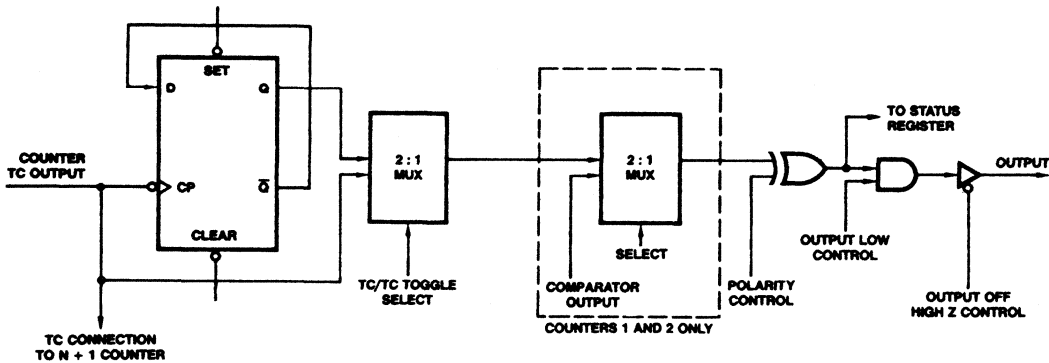 SET
D
Q
CP
Q
CLEAR
COUNTER
TC OUTPUT
TC CONNECTION
TO N + 1 COUNTER
2 : 1
MUX
TC/TC TOGGLE
SELECT
2 : 1
MUX
SELECT
COMPARATOR
OUTPUT
COUNTERS 1 AND 2 ONLY
POLARITY
CONTROL
TO STATUS
REGISTER
OUTPUT LOW
CONTROL
OUTPUT
OUTPUT OFF
HIGH Z CONTROL